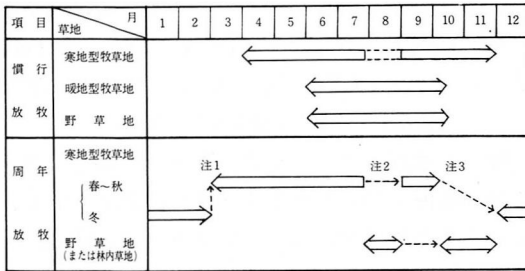 項目 草地 月 1 2 3 4 5 6 7 8 9 10 11 12
慣行放牧
寒地型牧草地
暖地型牧草地
野草地
周年放牧
寒地型牧草地
春〜秋
冬
野草地
(または林内草地)
注1 注2 注3